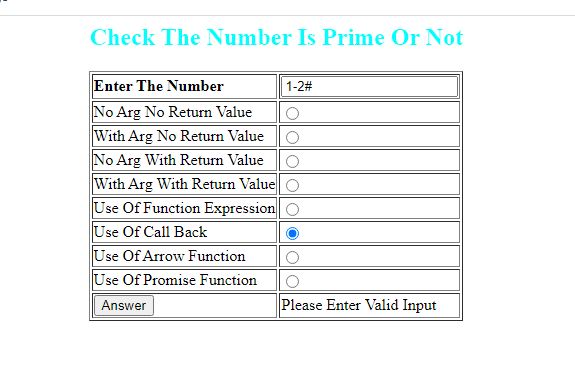 Check The Number Is Prime Or Not
Enter The Number 1-2#
No Arg No Return Value
With Arg No Return Value
No Arg With Return Value
With Arg With Return Value
Use Of Function Expression
Use Of Call Back
Use Of Arrow Function
Use Of Promise Function
Answer Please Enter Valid Input